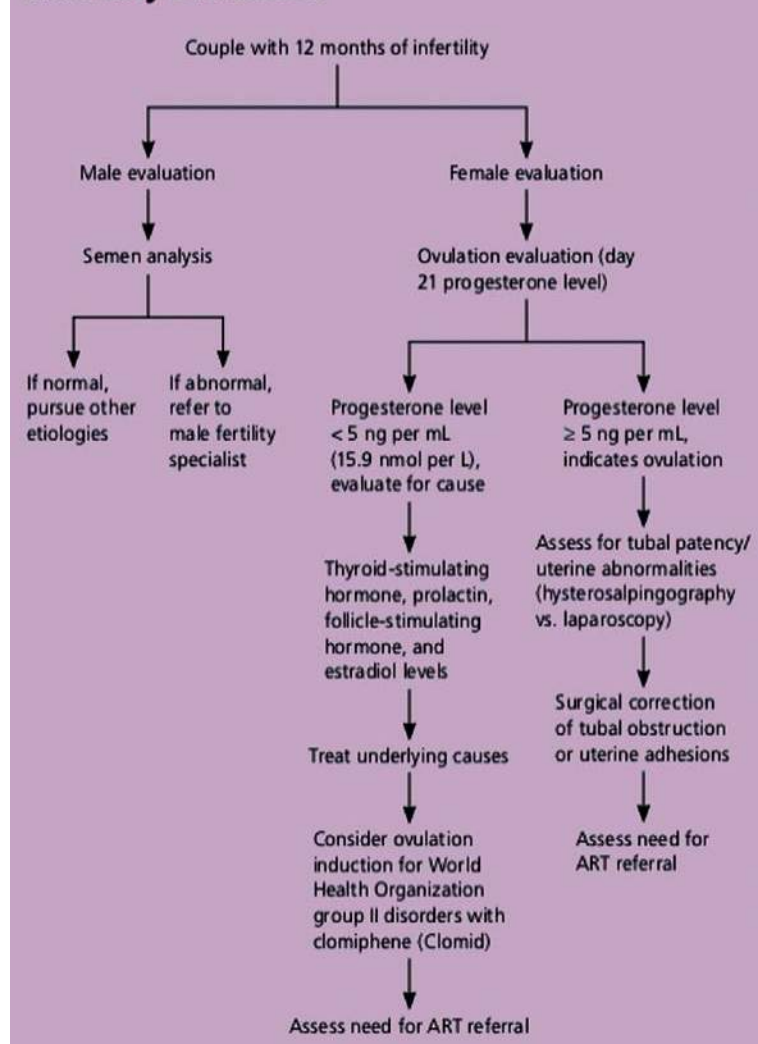 Couple with 12 months of infertility
Male evaluation
Female evaluation
Semen analysis
Ovulation evaluation (day
21 progesterone level)
If normal,
pursue other
etiologies
If abnormal,
refer to
male fertility
specialist
Progesterone level
<5 ng per mL
(15.9 nmol per L),
evaluate for cause
Progesterone level
≥ 5 ng per mL,
indicates ovulation
Thyroid-stimulating
hormone, prolactin,
follicle-stimulating
hormone, and
estradiol levels
Assess for tubal patency/
uterine abnormalities
(hysterosalpingography
vs. laparoscopy)
Treat underlying causes
Surgical correction
of tubal obstruction
or uterine adhesions
Consider ovulation
induction for World
Health Organization
group II disorders with
clomiphene (Clomid)
Assess need for
ART referral
Assess need for ART referral